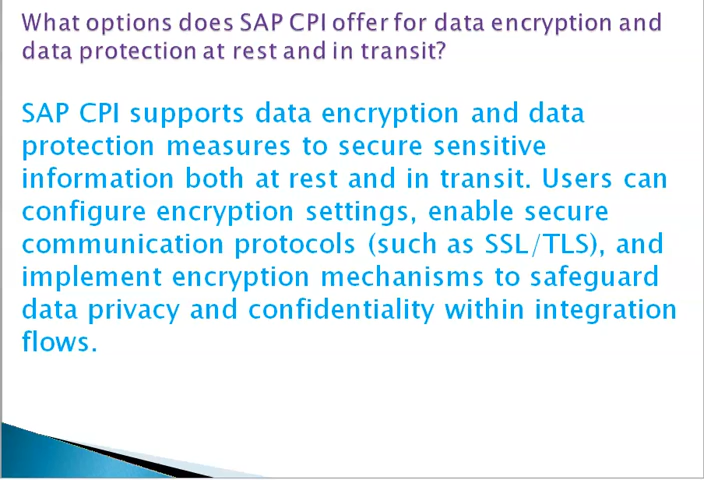 What options does SAP CPI offer for data encryption and
data protection at rest and in transit?
SAP CPI supports data encryption and data
protection measures to secure sensitive
information both at rest and in transit. Users can
configure encryption settings, enable secure
communication protocols (such as SSL/TLS), and
implement encryption mechanisms to safeguard
data privacy and confidentiality within integration
flows.